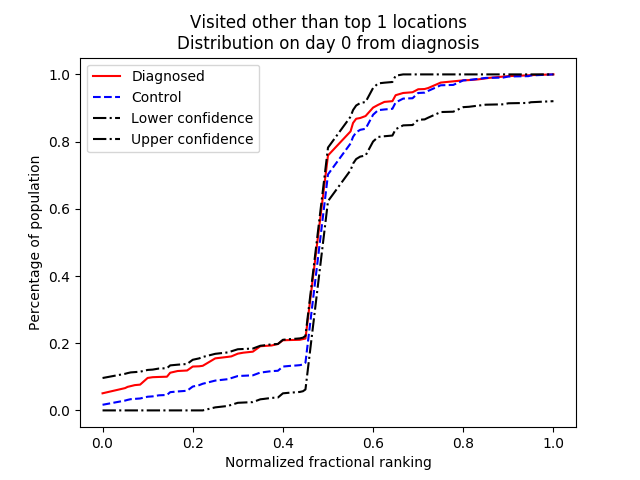 Visited other than top 1 locations
Distribution on day 0 from diagnosis
Diagnosed
Control
Lower confidence
Upper confidence
Percentage of population
1.0
0.8
0.6
0.4
0.2
0.0
0.0 0.2 0.4 0.6 0.8 1.0
Normalized fractional ranking